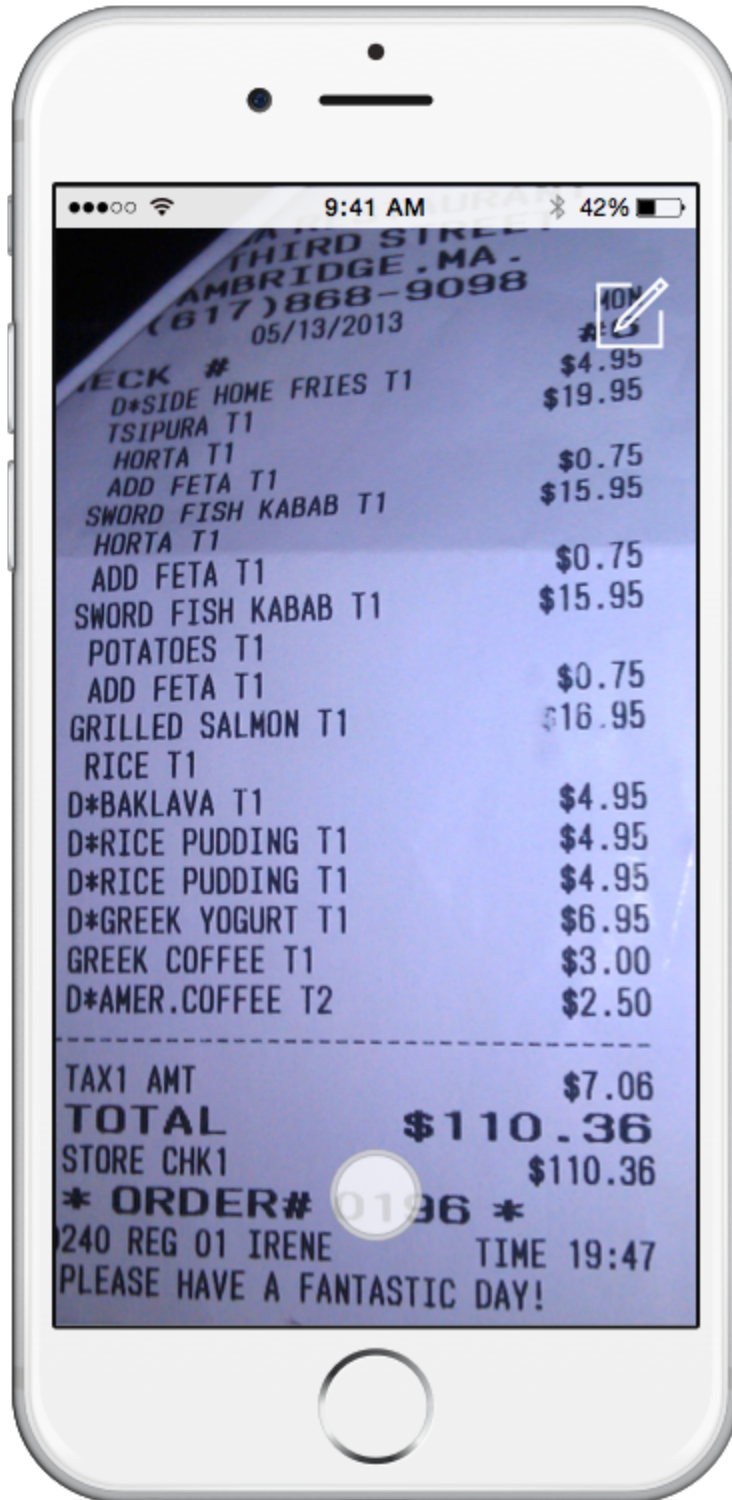 9:41 AM 42%
THIRD STREET
AMBRIDGE.MA.
(617)868-9098
05/13/2013 MON
ECK #
D*SIDE HOME FRIES T1 $4.95
TSIPURA T1 $19.95
HORTA T1
ADD FETA T1 $0.75
SWORD FISH KABAB T1 $15.95
HORTA T1
ADD FETA T1 $0.75
SWORD FISH KABAB T1 $15.95
POTATOES T1
ADD FETA T1 $0.75
GRILLED SALMON T1 $16.95
RICE T1
D*BAKLAVA T1 $4.95
D*RICE PUDDING T1 $4.95
D*RICE PUDDING T1 $4.95
D*GREEK YOGURT T1 $6.95
GREEK COFFEE T1 $3.00
D*AMER.COFFEE T2 $2.50
TAX1 AMT $7.06
TOTAL $110.36
STORE CHK1 $110.36
* ORDER# 0196 *
0240 REG 01 IRENE TIME 19:47
PLEASE HAVE A FANTASTIC DAY!